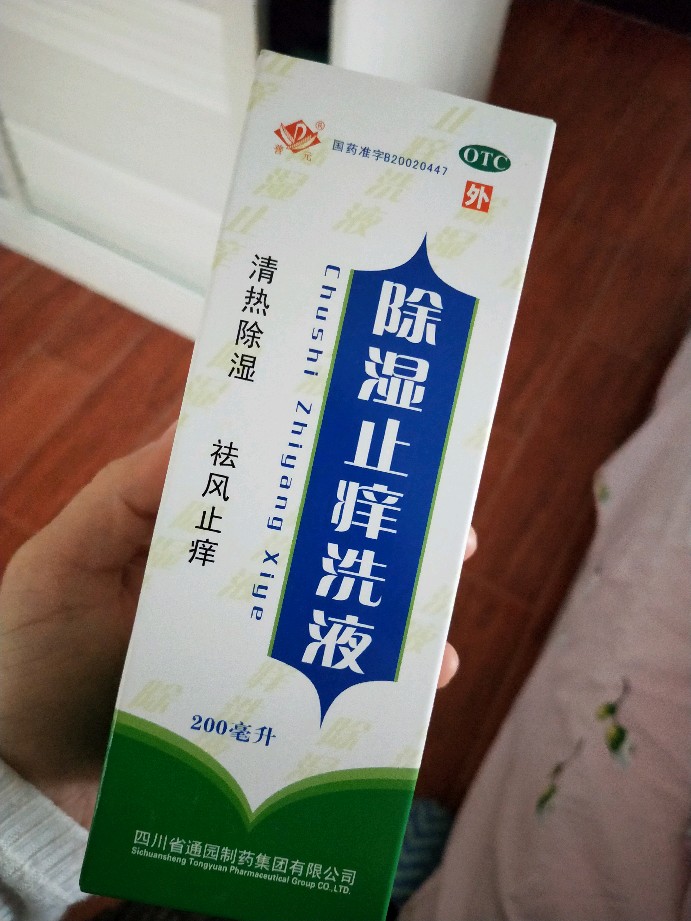 普元
®
国药准字B20020447
OTC
外
除湿止痒洗液
Chushi Zhiyang Xiye
清热除湿 祛风止痒
200毫升
四川省通园制药集团有限公司
Sichuansheng Tongyuan Pharmaceutical Group CO.,LTD.